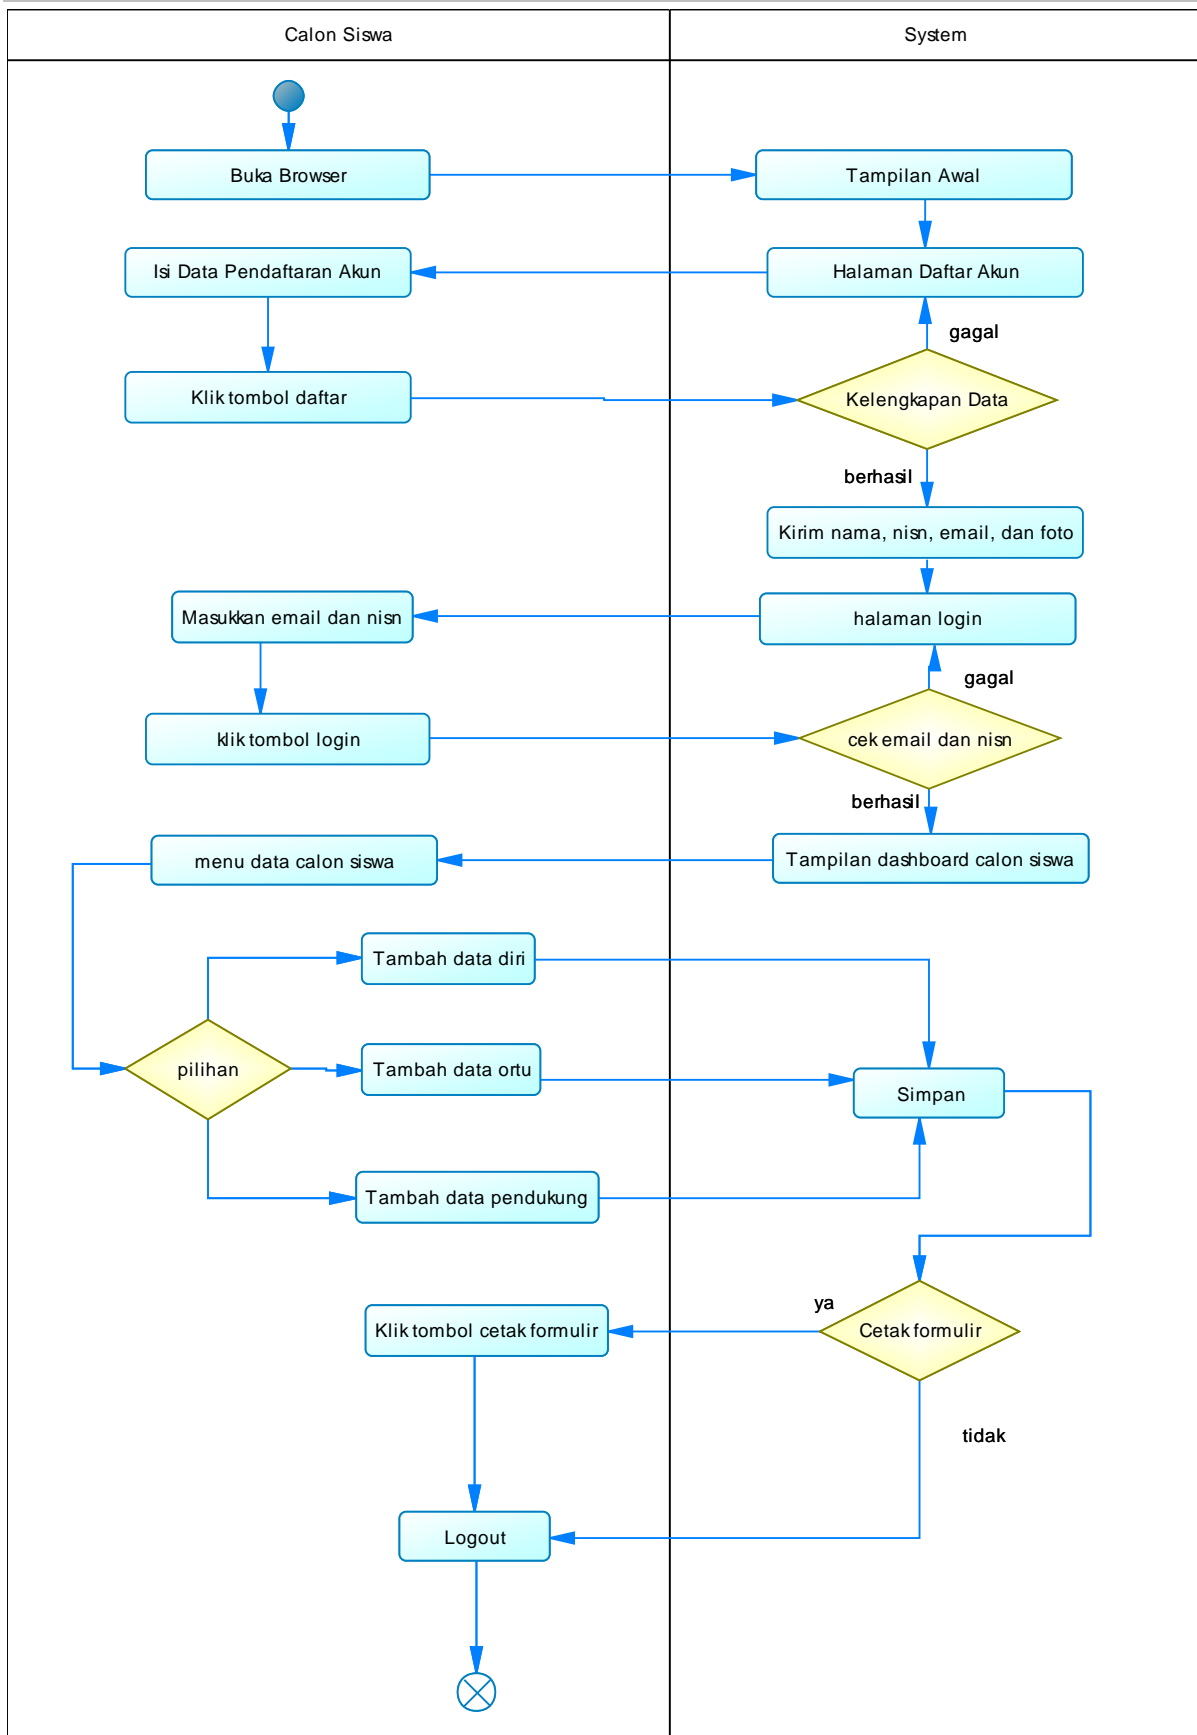 Calon Siswa
System
Buka Browser
Tampilan Awal
Isi Data Pendaftaran Akun
Halaman Daftar Akun
gagal
Klik tombol daftar
Kelengkapan Data
berhasil
Kirim nama, nisn, email, dan foto
Masukkan email dan nisn
halaman login
gagal
klik tombol login
cek email dan nisn
berhasil
menu data calon siswa
Tampilan dashboard calon siswa
Tambah data diri
pilihan
Tambah data ortu
Simpan
Tambah data pendukung
ya
Klik tombol cetak formulir
Cetak formulir
tidak
Logout